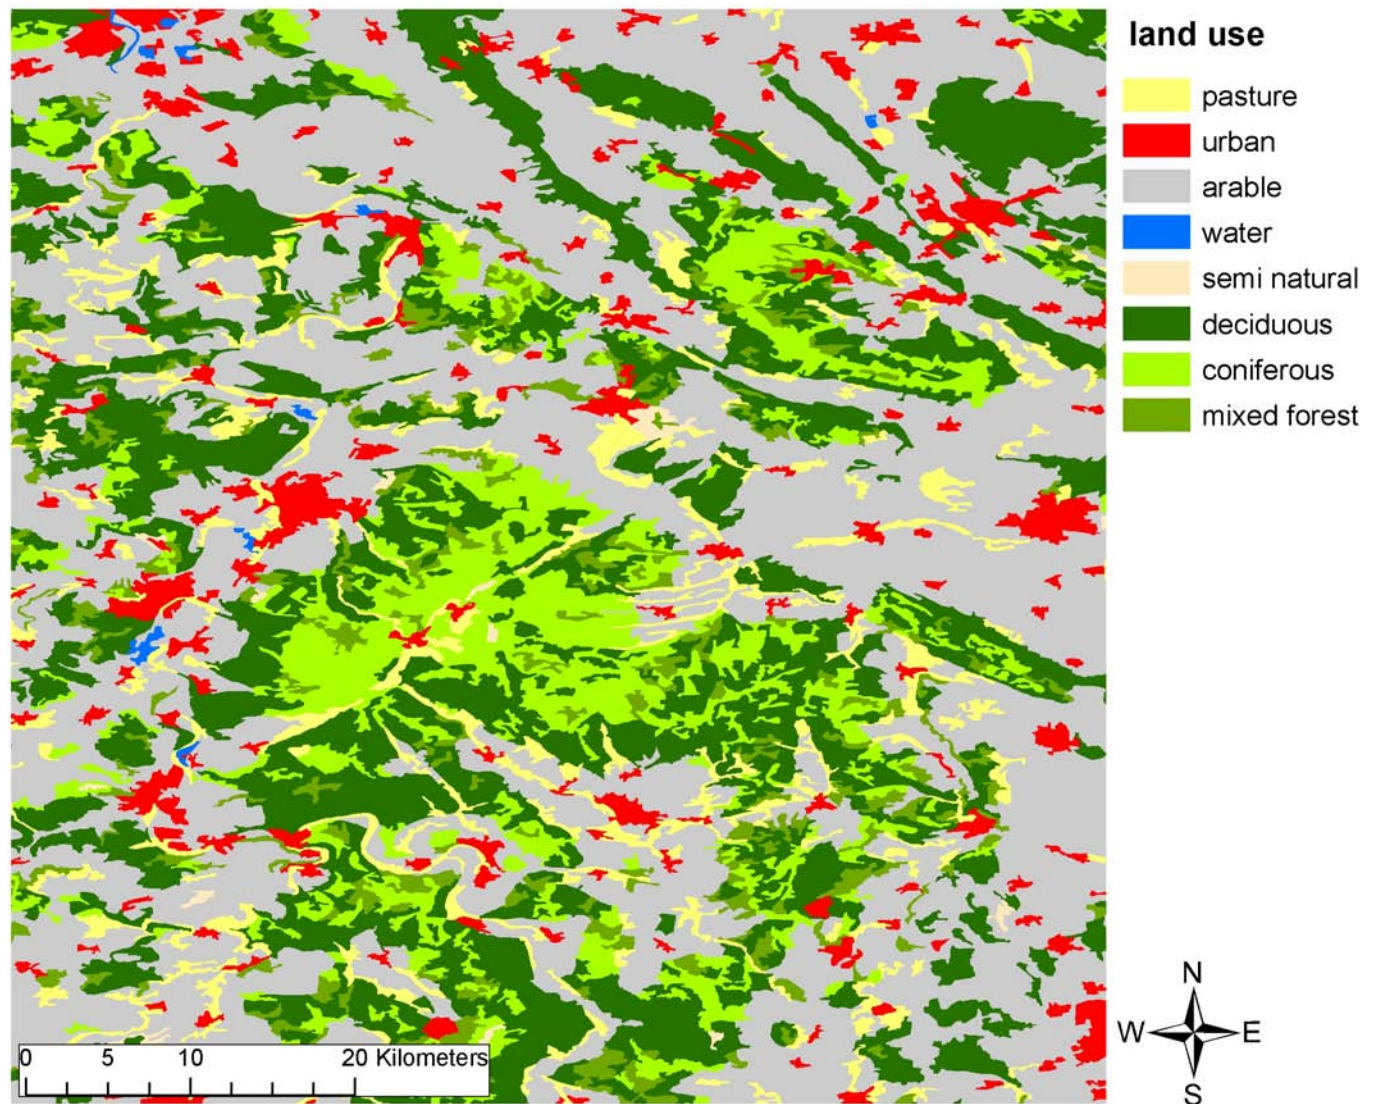 land use
pasture
urban
arable
water
semi natural
deciduous
coniferous
mixed forest
N
W E
S
0 5 10 20 Kilometers